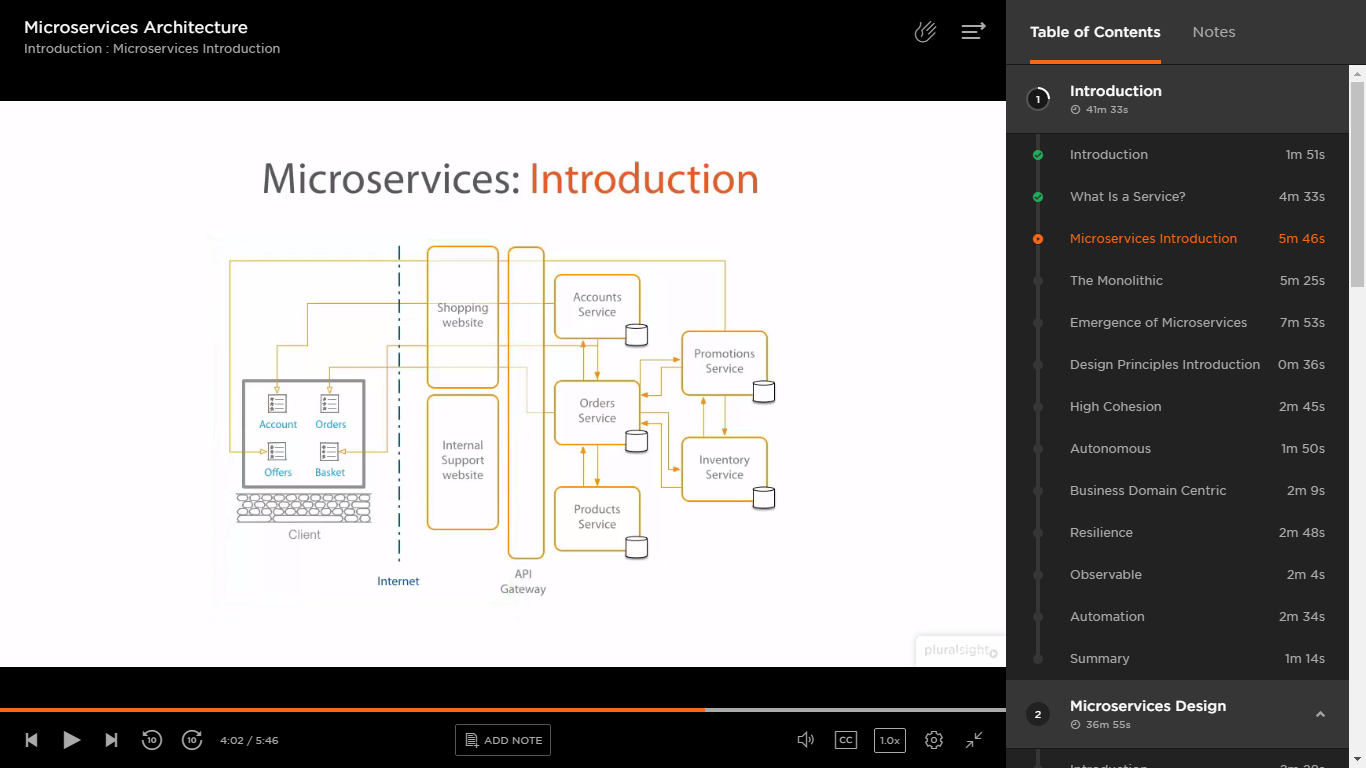 Microservices Architecture
Introduction : Microservices Introduction
Microservices: Introduction
Shopping
website
Internal
Support
website
Accounts
Service
Orders
Service
Products
Service
Promotions
Service
Inventory
Service
Account
Orders
Offers
Basket
Client
Internet
API
Gateway
pluralsight
10
10
4:02 / 5:46
ADD NOTE
CC
1.0x
Table of Contents
Notes
1
Introduction
41m 33s
Introduction 1m 51s
What Is a Service? 4m 33s
Microservices Introduction 5m 46s
The Monolithic 5m 25s
Emergence of Microservices 7m 53s
Design Principles Introduction 0m 36s
High Cohesion 2m 45s
Autonomous 1m 50s
Business Domain Centric 2m 9s
Resilience 2m 48s
Observable 2m 4s
Automation 2m 34s
Summary 1m 14s
2
Microservices Design
36m 55s